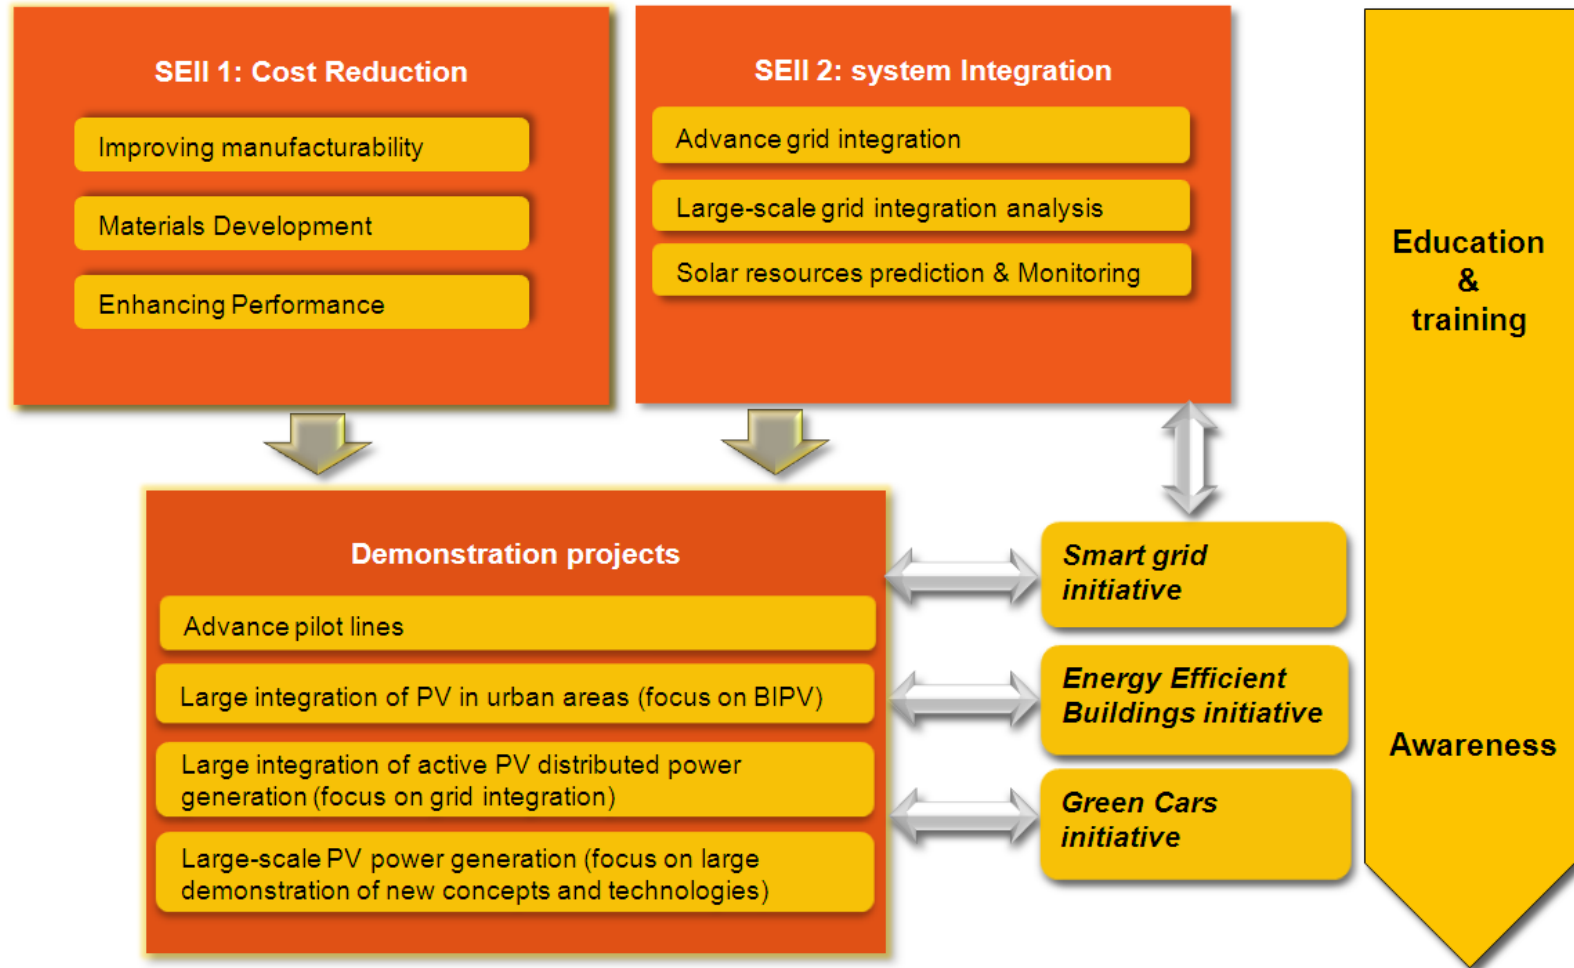 SEII 1: Cost Reduction
Improving manufacturability
Materials Development
Enhancing Performance
SEII 2: system Integration
Advance grid integration
Large-scale grid integration analysis
Solar resources prediction & Monitoring
Demonstration projects
Advance pilot lines
Large integration of PV in urban areas (focus on BIPV)
Large integration of active PV distributed power
generation (focus on grid integration)
Large-scale PV power generation (focus on large
demonstration of new concepts and technologies)
Smart grid
initiative
Energy Efficient
Buildings initiative
Green Cars
initiative
Education
&
training
Awareness